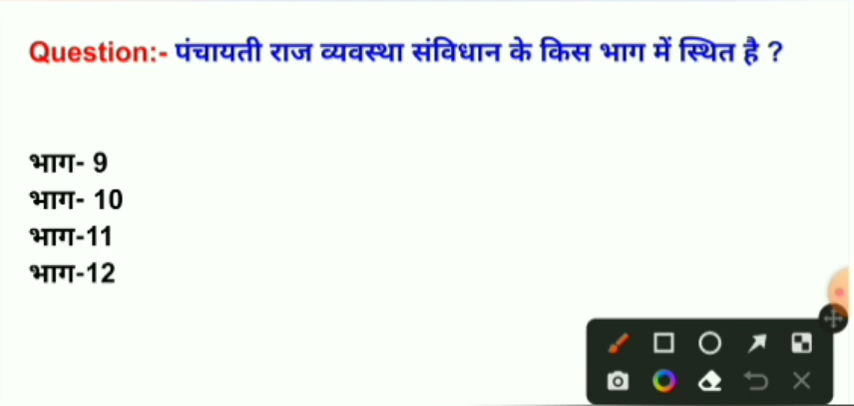 Question:- पंचायती राज व्यवस्था संविधान के किस भाग में स्थित है ?
भाग- 9
भाग- 10
भाग-11
भाग-12